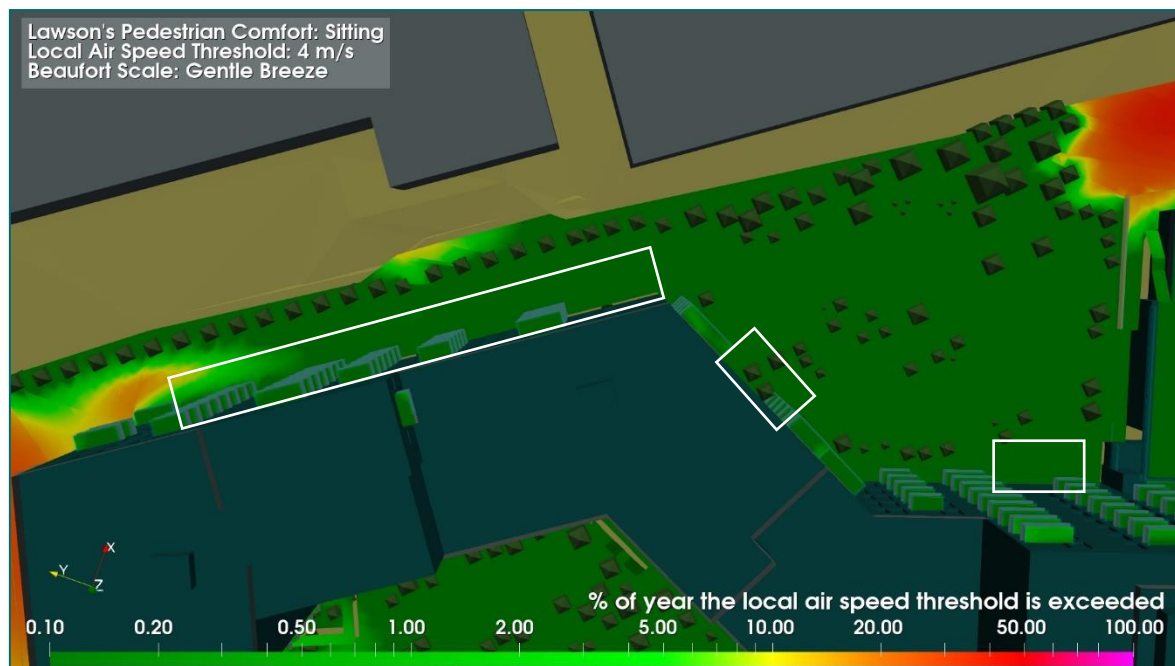 Lawson's Pedestrian Comfort: Sitting
Local Air Speed Threshold: 4 m/s
Beaufort Scale: Gentle Breeze
X
Y
Z
% of year the local air speed threshold is exceeded
0.10 0.20 0.50 1.00 2.00 5.00 10.00 20.00 50.00 100.00